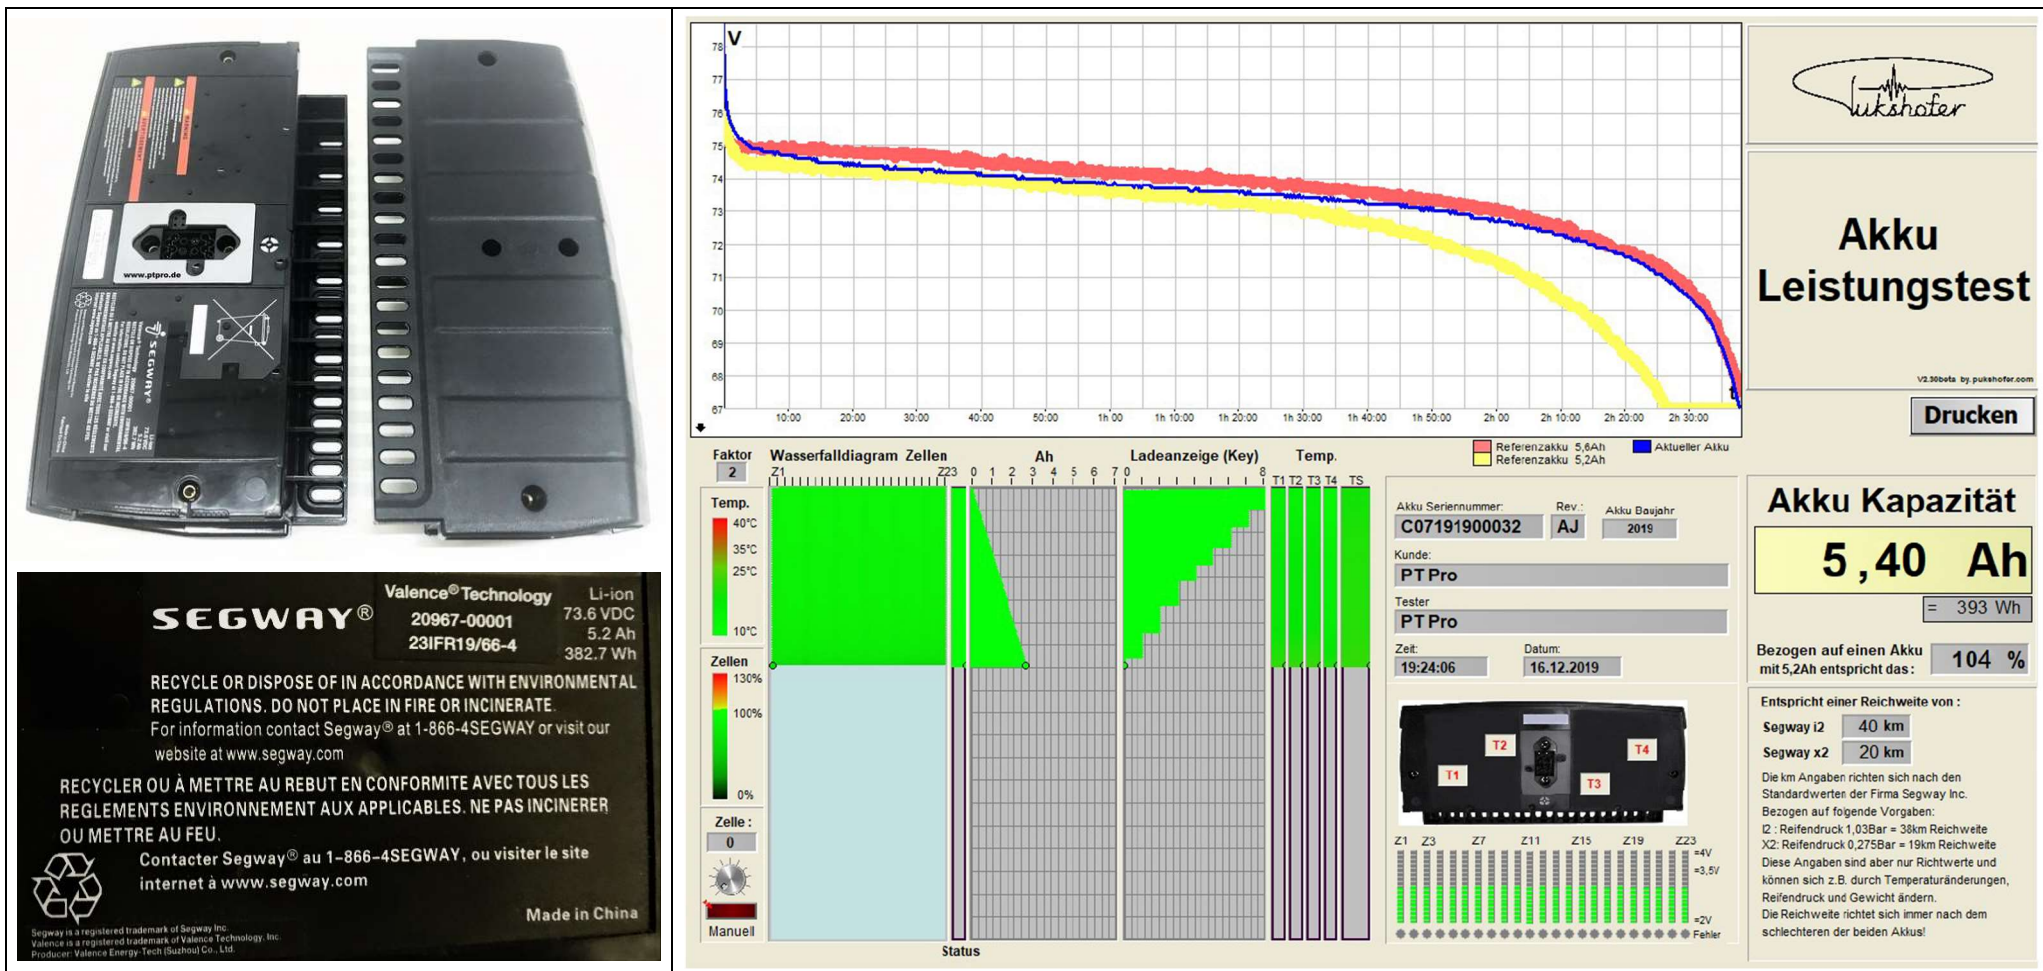 WARNING
AVERTISSEMENT
www.ptpro.de
SEGWAY®
SEGWAY®
Valence® Technology
20967-00001
23IFR19/66-4
Li-ion
73.6 VDC
5.2 Ah
382.7 Wh
RECYCLE OR DISPOSE OF IN ACCORDANCE WITH ENVIRONMENTAL
REGULATIONS. DO NOT PLACE IN FIRE OR INCINERATE.
For information contact Segway® at 1-866-4SEGWAY or visit our
website at www.segway.com
RECYCLER OU À METTRE AU REBUT EN CONFORMITE AVEC TOUS LES
REGLEMENTS ENVIRONNEMENT AUX APPLICABLES. NE PAS INCINERER
OU METTRE AU FEU.
Contacter Segway® au 1-866-4SEGWAY, ou visiter le site
internet à www.segway.com
Made in China
Segway is a registered trademark of Segway Inc.
Valence is a registered trademark of Valence Technology, Inc.
Producer: Valence Energy-Tech (Suzhou) Co., Ltd.
V
78
77
76
75
74
73
72
71
70
69
68
67
10:00 20:00 30:00 40:00 50:00 1h 00 1h 10:00 1h 20:00 1h 30:00 1h 40:00 1h 50:00 2h 00 2h 10:00 2h 20:00 2h 30:00
Referenzakku 5,6Ah
Referenzakku 5,2Ah
Aktueller Akku
Pukshofer
Akku
Leistungstest
V2.30beta by. pukshofer.com
Drucken
Faktor
2
Wasserfalldiagram Zellen
Z1 Z23
Ah
0 1 2 3 4 5 6 7
Ladeanzeige (Key)
0 8
Temp.
T1 T2 T3 T4 TS
Temp.
40°C
35°C
25°C
10°C
Zellen
130%
100%
0%
Zelle :
0
Manuell
Status
Akku Seriennummer:
C07191900032
Rev.:
AJ
Akku Baujahr
2019
Kunde:
PT Pro
Tester
PT Pro
Zeit:
19:24:06
Datum:
16.12.2019
T1
T2
T3
T4
Z1 Z3 Z7 Z11 Z15 Z19 Z23
=4V
=3,5V
=2V
Fehler
Akku Kapazität
5,40 Ah
= 393 Wh
Bezogen auf einen Akku
mit 5,2Ah entspricht das :
104 %
Entspricht einer Reichweite von :
Segway i2 40 km
Segway x2 20 km
Die km Angaben richten sich nach den
Standardwerten der Firma Segway Inc.
Bezogen auf folgende Vorgaben:
I2 : Reifendruck 1,03Bar = 38km Reichweite
X2: Reifendruck 0,275Bar = 19km Reichweite
Diese Angaben sind aber nur Richtwerte und
können sich z.B. durch Temperaturänderungen,
Reifendruck und Gewicht ändern.
Die Reichweite richtet sich immer nach dem
schlechteren der beiden Akkus!